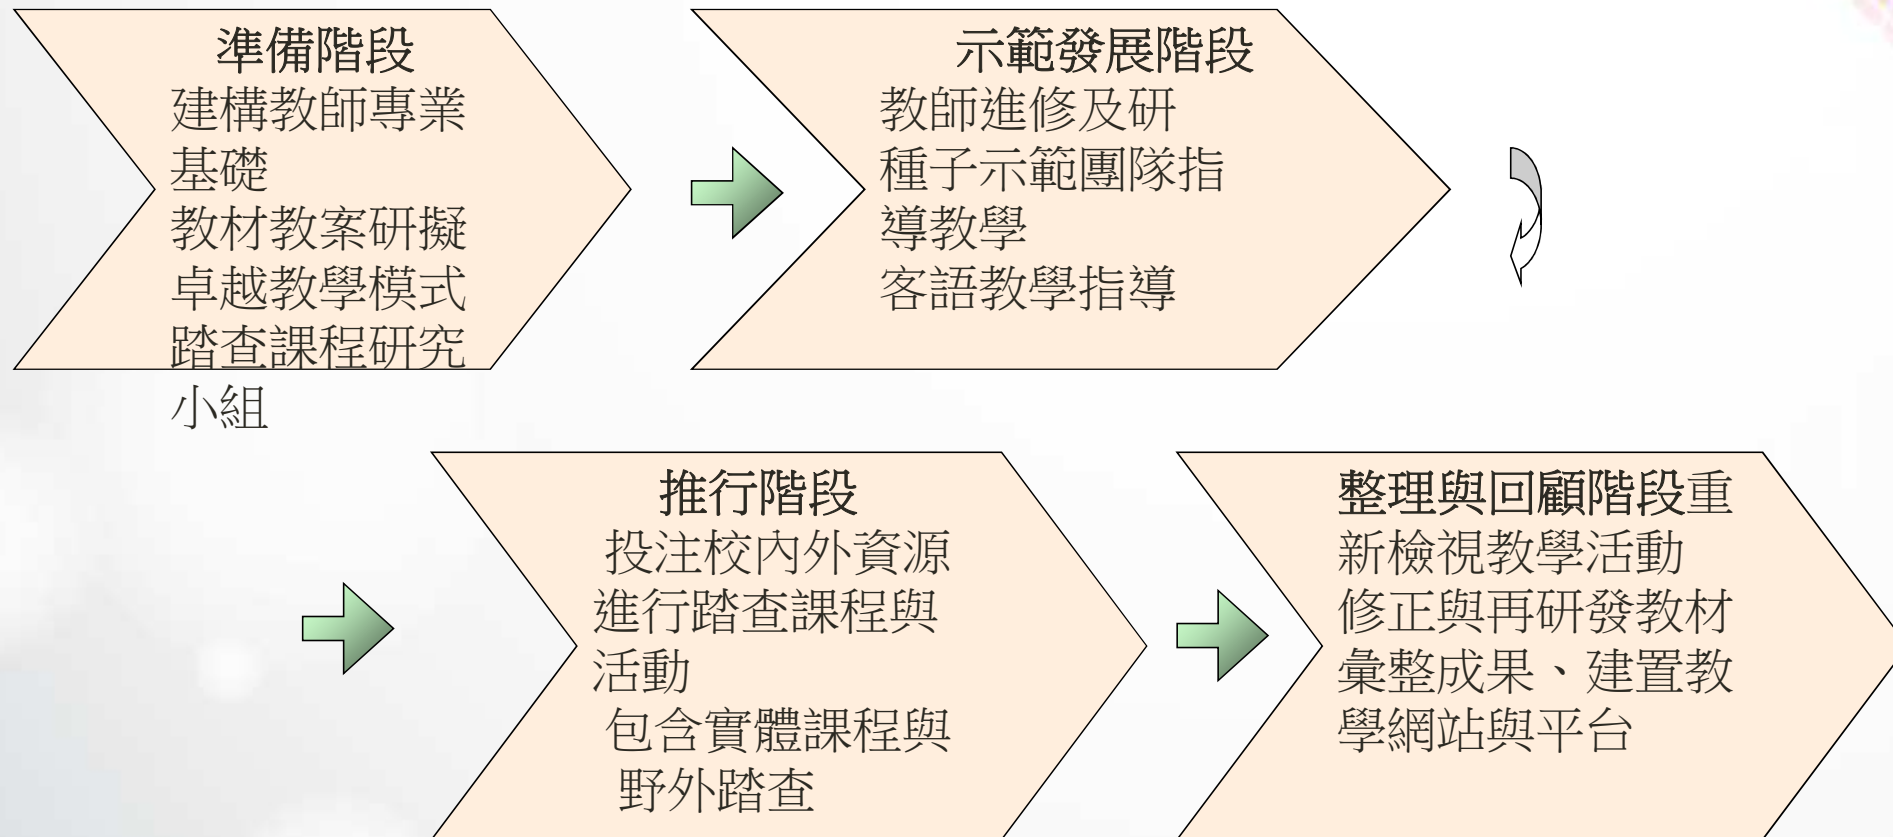 準備階段
建構教師專業
基礎
教材教案研擬
卓越教學模式
踏查課程研究
小組
示範發展階段
教師進修及研
種子示範團隊指
導教學
客語教學指導
推行階段
投注校內外資源
進行踏查課程與
活動
包含實體課程與
野外踏查
整理與回顧階段重
新檢視教學活動
修正與再研發教材
彙整成果、建置教
學網站與平台